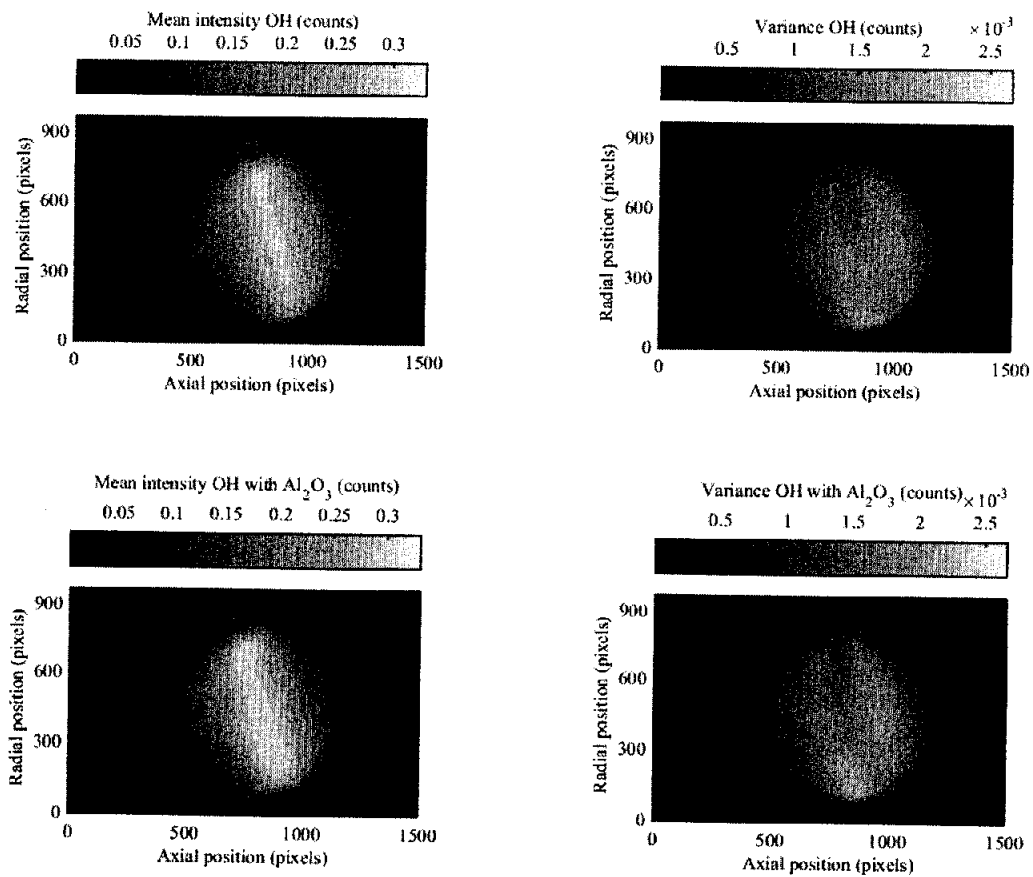 Mean intensity OH (counts)
0.05 0.1 0.15 0.2 0.25 0.3
900
600
300
0
Radial position (pixels)
0 500 1000 1500
Axial position (pixels)
Variance OH (counts) × 10⁻³
0.5 1 1.5 2 2.5
900
600
300
0
Radial position (pixels)
0 500 1000 1500
Axial position (pixels)
Mean intensity OH with Al₂O₃ (counts)
0.05 0.1 0.15 0.2 0.25 0.3
900
600
300
0
Radial position (pixels)
0 500 1000 1500
Axial position (pixels)
Variance OH with Al₂O₃ (counts) × 10⁻³
0.5 1 1.5 2 2.5
900
600
300
0
Radial position (pixels)
0 500 1000 1500
Axial position (pixels)